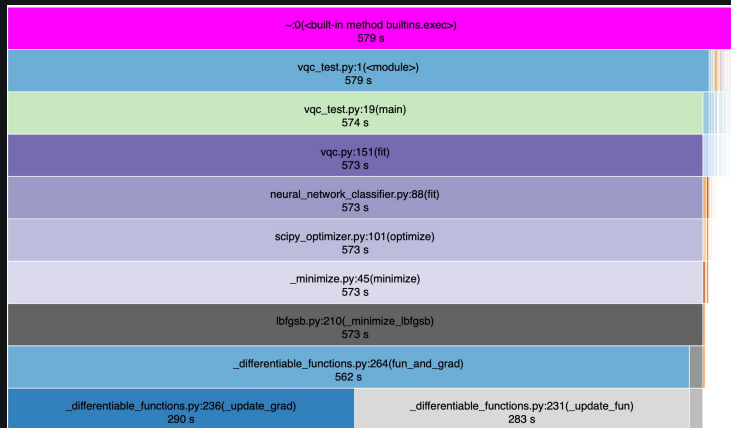 ~:0(<built-in method builtins.exec>)
579 s
vqc_test.py:1(<module>)
579 s
vqc_test.py:19(main)
574 s
vqc.py:151(fit)
573 s
neural_network_classifier.py:88(fit)
573 s
scipy_optimizer.py:101(optimize)
573 s
_minimize.py:45(minimize)
573 s
lbfgsb.py:210(_minimize_lbfgsb)
573 s
_differentiable_functions.py:264(fun_and_grad)
562 s
_differentiable_functions.py:236(_update_grad)
290 s
_differentiable_functions.py:231(_update_fun)
283 s